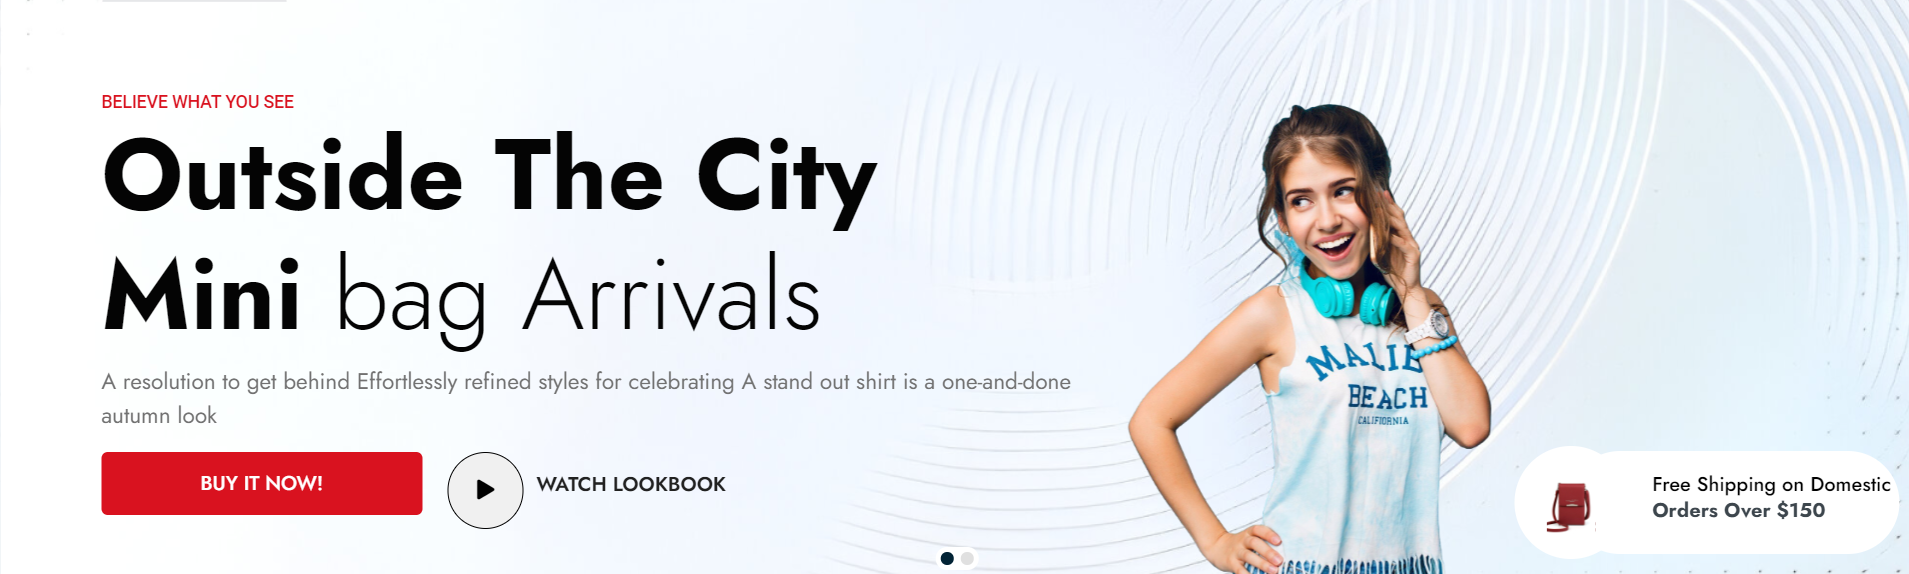 BELIEVE WHAT YOU SEE
Outside The City
Mini bag Arrivals
A resolution to get behind Effortlessly refined styles for celebrating A stand out shirt is a one-and-done
autumn look
BUY IT NOW!
WATCH LOOKBOOK
MALIB
BEACH
CALIFIORNIA
Free Shipping on Domestic
Orders Over $150